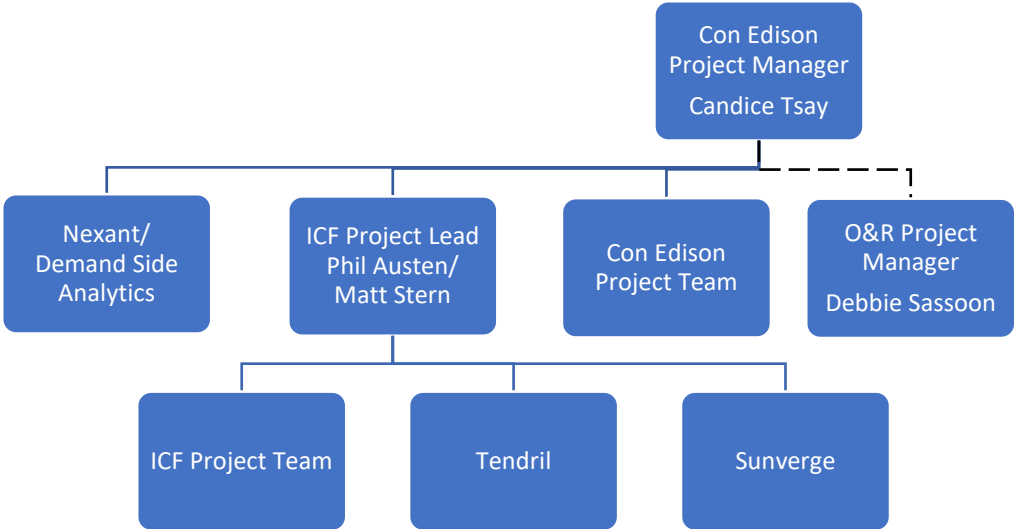 Con Edison
Project Manager
Candice Tsay
Nexant/
Demand Side
Analytics
ICF Project Lead
Phil Austen/
Matt Stern
Con Edison
Project Team
O&R Project
Manager
Debbie Sassoon
ICF Project Team
Tendril
Sunverge